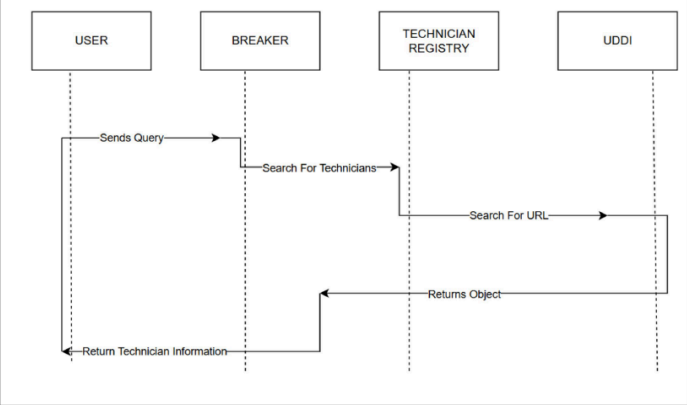 USER
BREAKER
TECHNICIAN
REGISTRY
UDDI
Sends Query
Search For Technicians
Search For URL
Returns Object
Return Technician Information